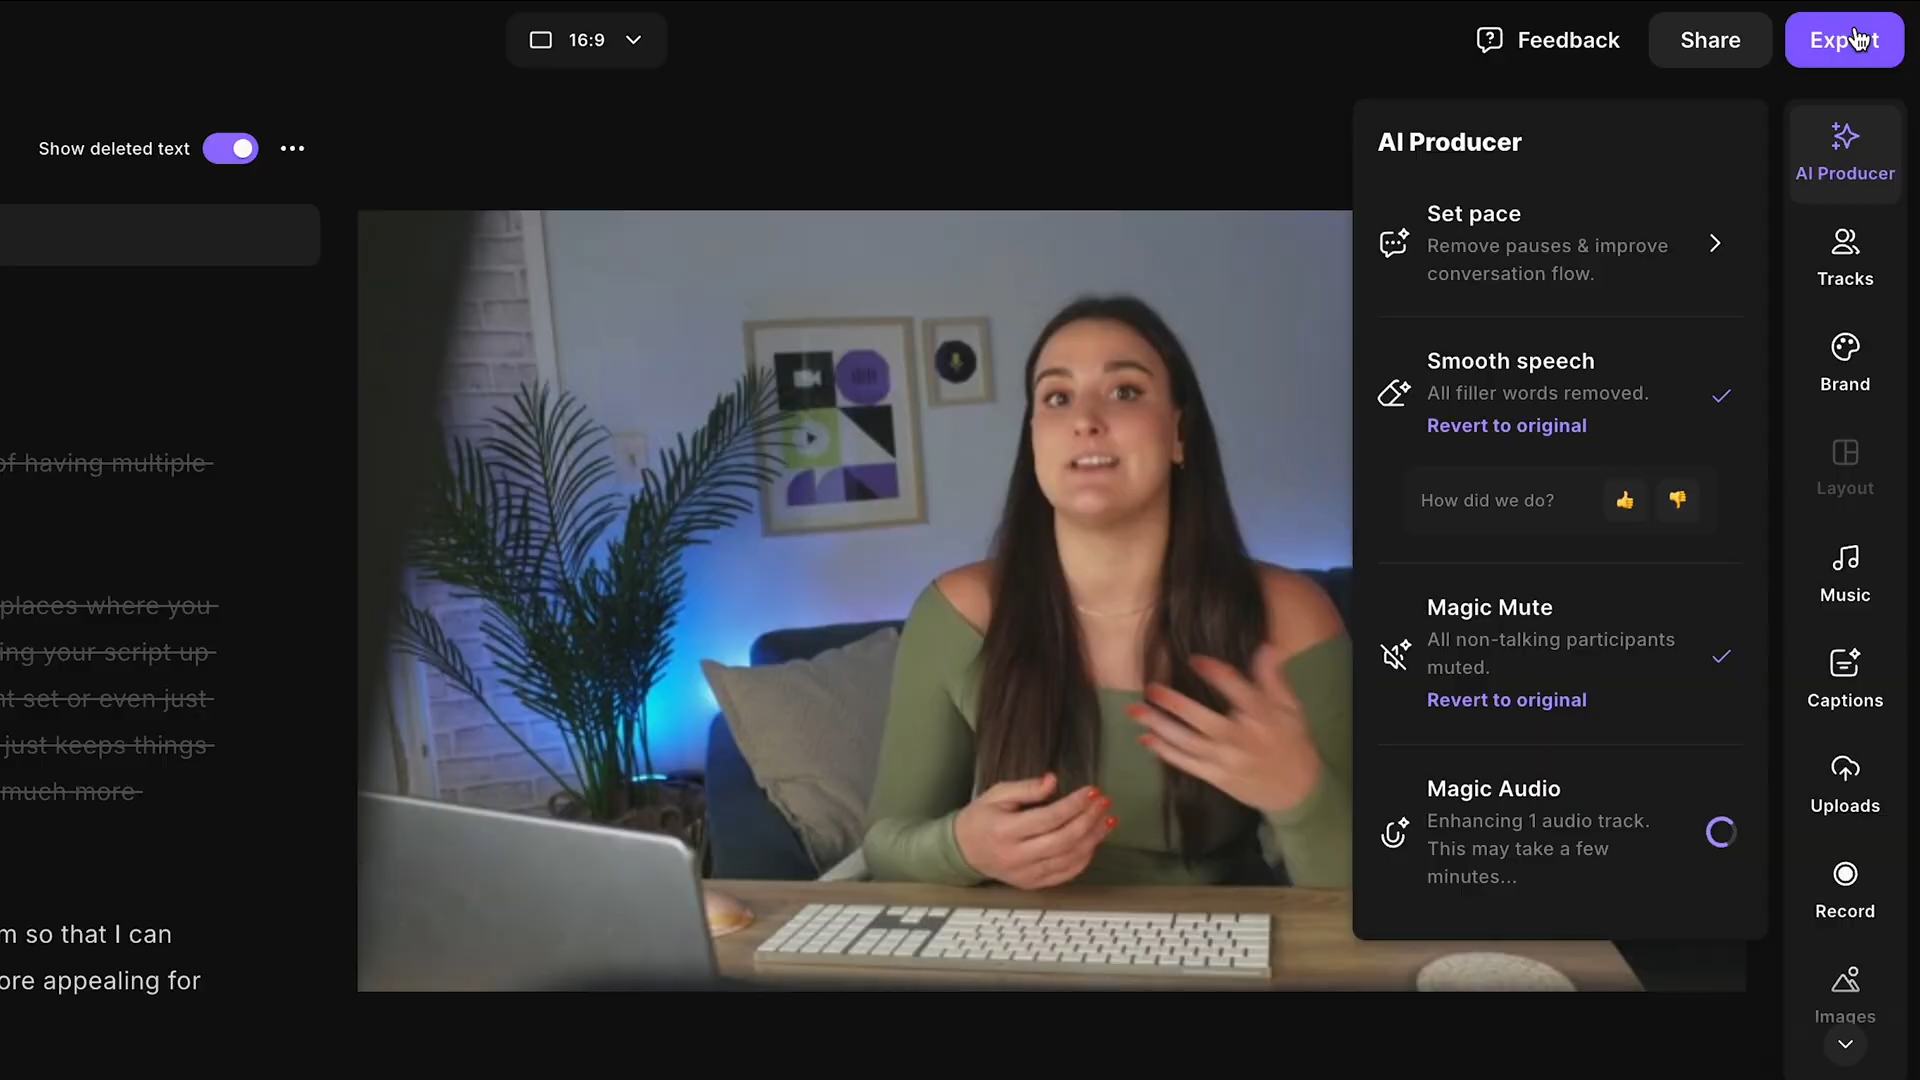 16:9
Feedback
Share
Export
Show deleted text
of having multiple
places where you
ing your script up
nt set or even just
just keeps things
much more
m so that I can
ore appealing for
AI Producer
Set pace
Remove pauses & improve
conversation flow.
Smooth speech
All filler words removed.
Revert to original
How did we do?
Magic Mute
All non-talking participants
muted.
Revert to original
Magic Audio
Enhancing 1 audio track.
This may take a few
minutes...
AI Producer
Tracks
Brand
Layout
Music
Captions
Uploads
Record
Images